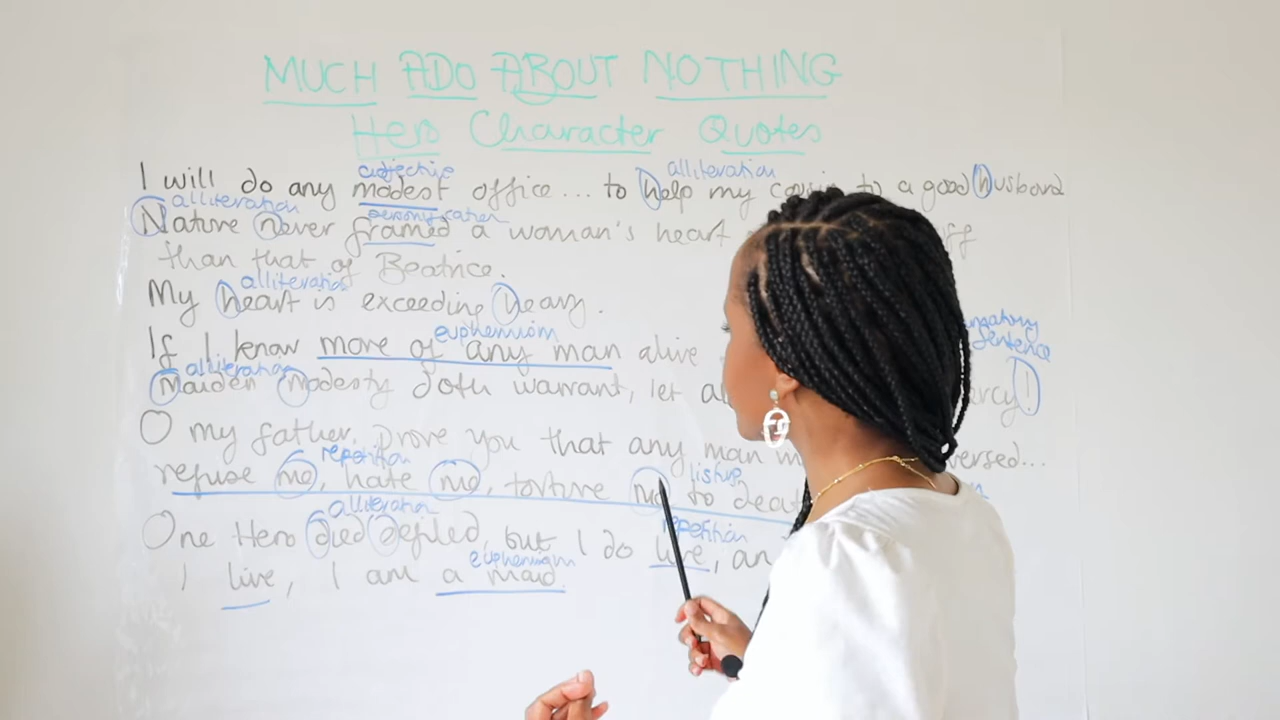 MUCH ADO ABOUT NOTHING
Hero Character Quotes
adjective alliteration
I will do any modest office... to help my cousin to a good husband
alliteration personification
Nature never framed a woman's heart
than that of Beatrice.
alliteration
My heart is exceeding heavy.
euphemism
If I know more of any man alive
sentence
alliteration
Maiden modesty doth warrant, let
O my father, prove you that any man
repetition listing
refuse me, hate me, torture me to death
alliteration repetition
One Hero died defiled, but I do live,
euphemism
I live, I am a maid.